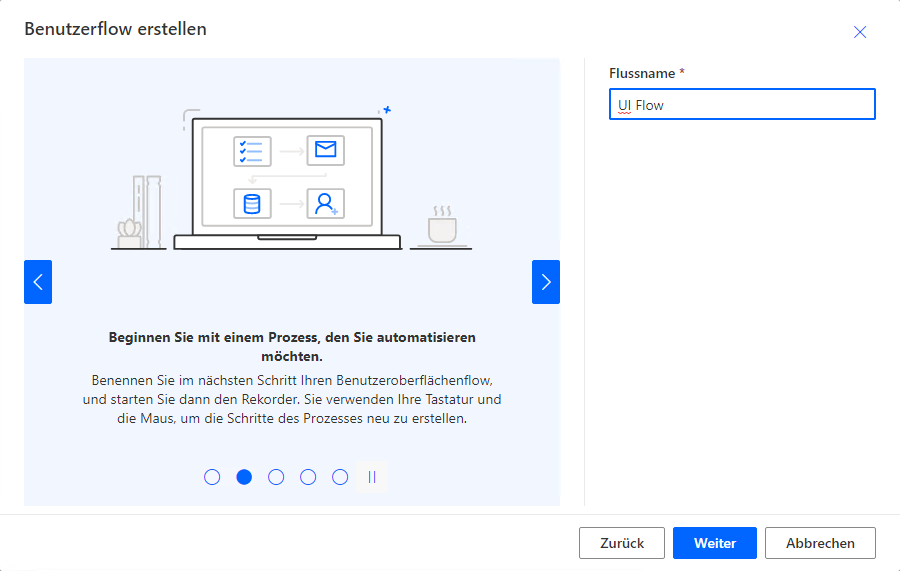 Benutzerflow erstellen
Flussname *
UI Flow
Beginnen Sie mit einem Prozess, den Sie automatisieren
möchten.
Benennen Sie im nächsten Schritt Ihren Benutzeroberflächenflow,
und starten Sie dann den Rekorder. Sie verwenden Ihre Tastatur und
die Maus, um die Schritte des Prozesses neu zu erstellen.
Zurück
Weiter
Abbrechen